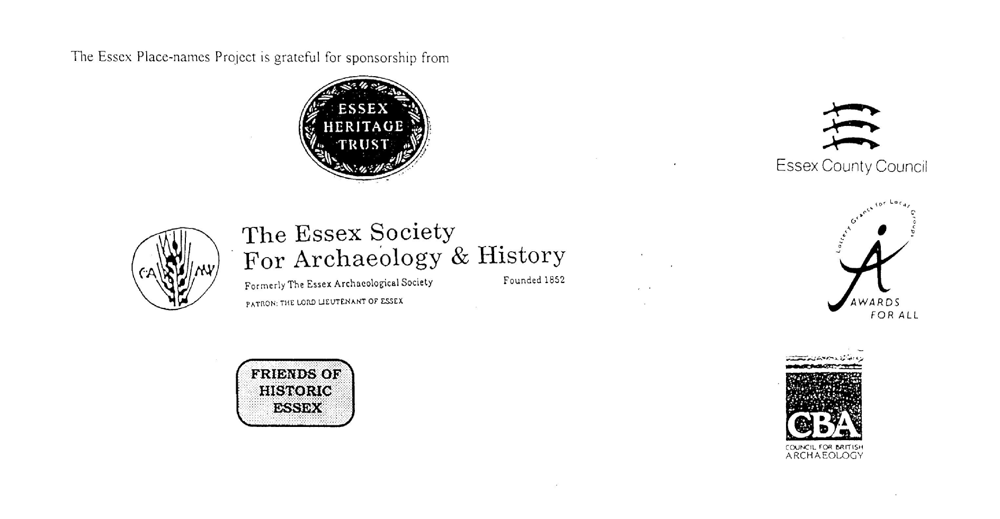 The Essex Place-names Project is grateful for sponsorship from
ESSEX
HERITAGE
TRUST
Essex County Council
The Essex Society
For Archaeology & History
Formerly The Essex Archaeological Society
Founded 1852
PATRON: THE LORD LIEUTENANT OF ESSEX
CA MV
Lottery Grants for Local Groups
AWARDS
FOR ALL
FRIENDS OF
HISTORIC
ESSEX
CBA
COUNCIL FOR BRITISH
ARCHAEOLOGY